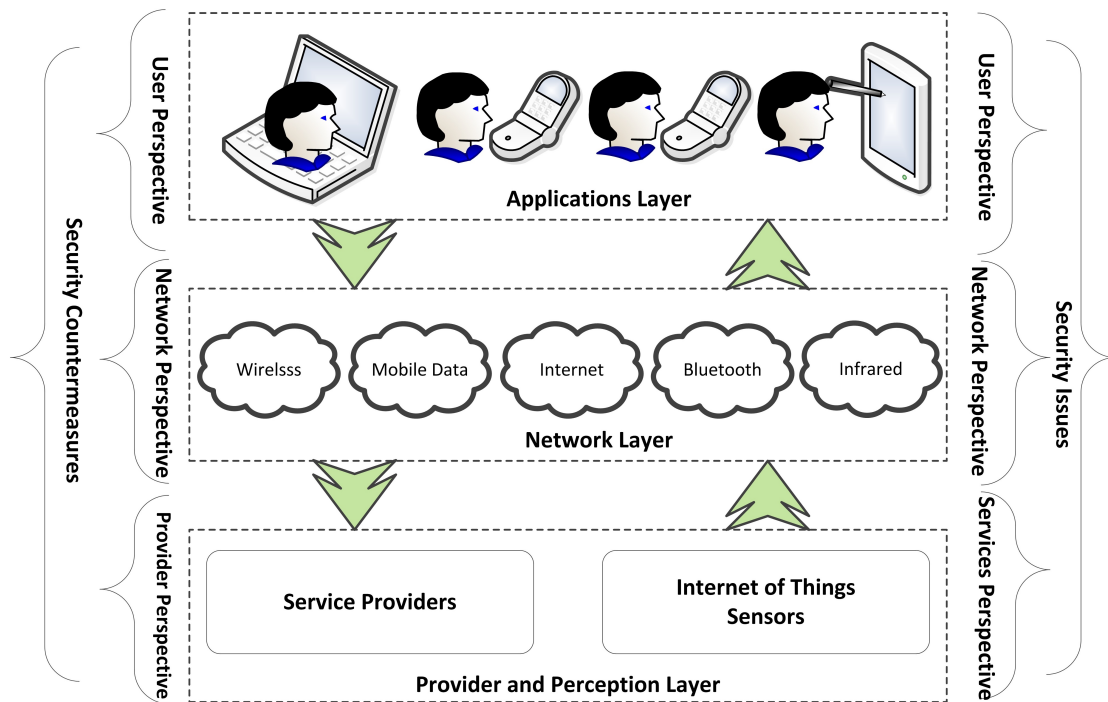 User Perspective
User Perspective
Applications Layer
Security Countermeasures
Network Perspective
Wirelsss
Mobile Data
Internet
Bluetooth
Infrared
Network Layer
Network Perspective
Security Issues
Provider Perspective
Service Providers
Internet of Things
Sensors
Services Perspective
Provider and Perception Layer